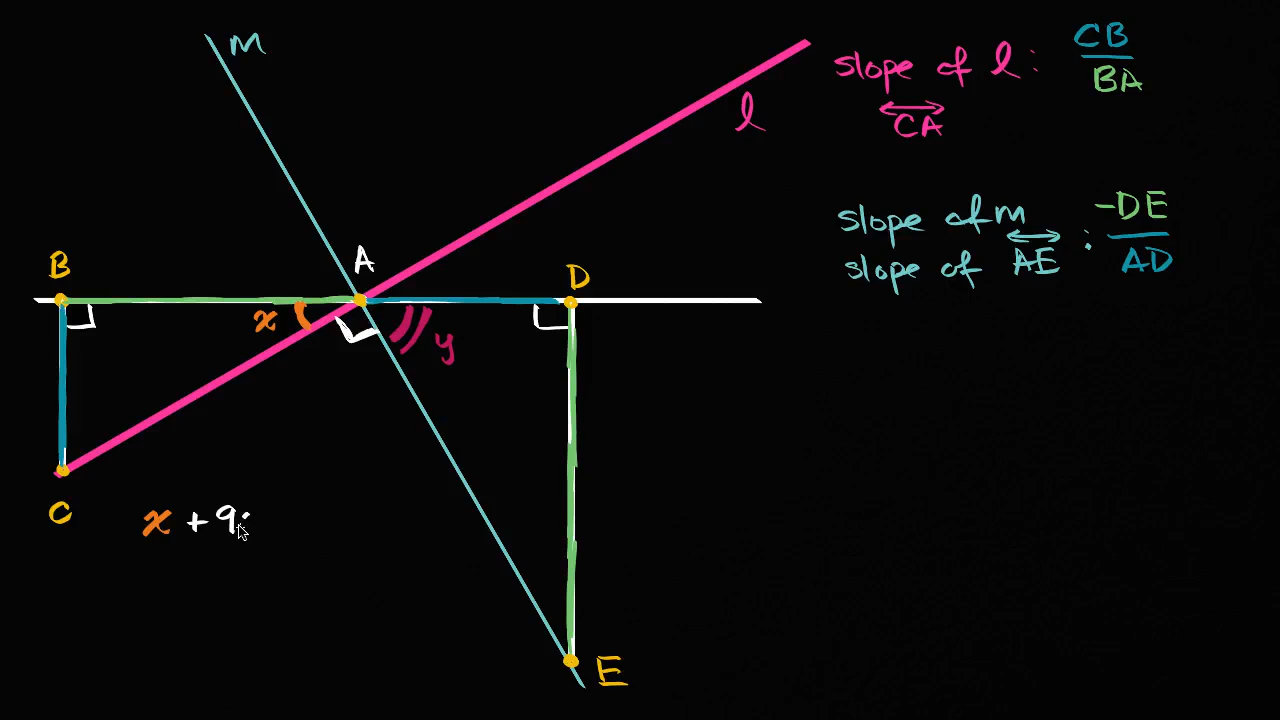 m
l
slope of l : CB/BA
CA
slope of m
slope of AE : -DE/AD
B
A
D
x
y
C
x + 9
E